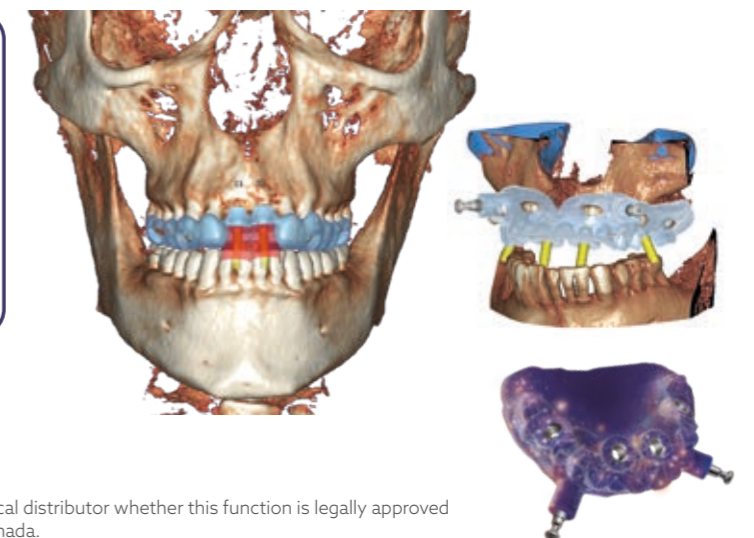 cal distributor whether this function is legally approved
nada.